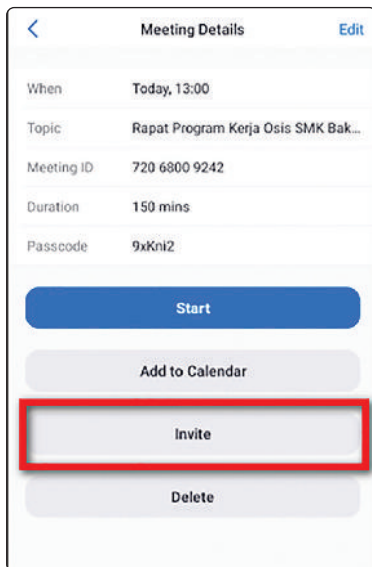 Meeting Details Edit
When Today, 13:00
Topic Rapat Program Kerja Osis SMK Bak...
Meeting ID 720 6800 9242
Duration 150 mins
Passcode 9xKni2
Start
Add to Calendar
Invite
Delete